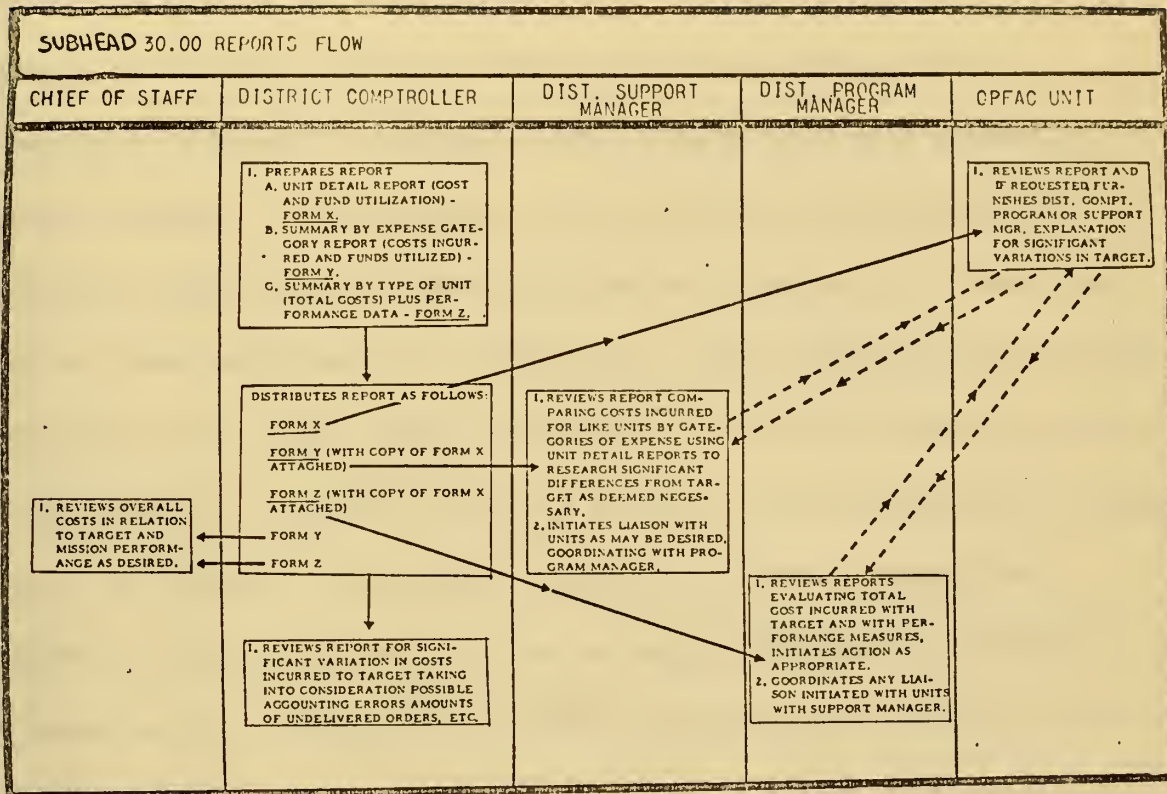 SUBHEAD 30.00 REPORTS FLOW
CHIEF OF STAFF
DISTRICT COMPTROLLER
DIST. SUPPORT
MANAGER
DIST. PROGRAM
MANAGER
OPFAC UNIT
1. PREPARES REPORT
A. UNIT DETAIL REPORT (COST
AND FUND UTILIZATION) -
FORM X.
B. SUMMARY BY EXPENSE CATE-
GORY REPORT (COSTS INCUR-
RED AND FUNDS UTILIZED) -
FORM Y.
C. SUMMARY BY TYPE OF UNIT
(TOTAL COSTS) PLUS PER-
FORMANCE DATA - FORM Z.
DISTRIBUTES REPORT AS FOLLOWS:
FORM X
FORM Y (WITH COPY OF FORM X
ATTACHED)
FORM Z (WITH COPY OF FORM X
ATTACHED)
FORM Y
FORM Z
1. REVIEWS OVERALL
COSTS IN RELATION
TO TARGET AND
MISSION PERFORM-
ANCE AS DESIRED.
1. REVIEWS REPORT FOR SIGNI-
FICANT VARIATION IN COSTS
INCURRED TO TARGET TAKING
INTO CONSIDERATION POSSIBLE
ACCOUNTING ERRORS AMOUNTS
OF UNDELIVERED ORDERS, ETC.
1. REVIEWS REPORT COM-
PARING COSTS INCURRED
FOR LIKE UNITS BY CATE-
GORIES OF EXPENSE USING
UNIT DETAIL REPORTS TO
RESEARCH SIGNIFICANT
DIFFERENCES FROM TAR-
GET AS DEEMED NECES-
SARY.
2. INITIATES LIAISON WITH
UNITS AS MAY BE DESIRED,
COORDINATING WITH PRO-
GRAM MANAGER.
1. REVIEWS REPORTS
EVALUATING TOTAL
COST INCURRED WITH
TARGET AND WITH PER-
FORMANCE MEASURES,
INITIATES ACTION AS
APPROPRIATE.
2. COORDINATES ANY LIAI-
SON INITIATED WITH UNITS
WITH SUPPORT MANAGER.
1. REVIEWS REPORT AND
IF REQUESTED, FUR-
NISHES DIST. COMPT.
PROGRAM OR SUPPORT
MGR. EXPLANATION
FOR SIGNIFICANT
VARIATIONS IN TARGET.